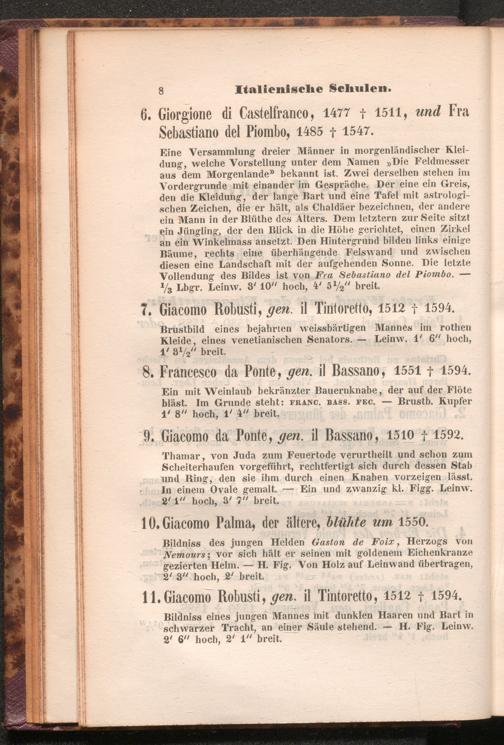 8
Italienische Schulen.
6. Giorgione di Castelfranco, 1477 † 1511, und Fra
Sebastiano del Piombo, 1485 † 1547.
Eine Versammlung dreier Männer in morgenländischer Klei-
dung, welche Vorstellung unter dem Namen „Die Feldmesser
aus dem Morgenlande" bekannt ist. Zwei derselben stehen im
Vordergrunde mit einander im Gespräche. Der eine ein Greis,
den die Kleidung, der lange Bart und eine Tafel mit astrologi-
schen Zeichen, die er hält, als Chaldäer bezeichnen, der andere
ein Mann in der Blüthe des Alters. Dem letztern zur Seite sitzt
ein Jüngling, der den Blick in die Höhe gerichtet, einen Zirkel
an ein Winkelmass ansetzt. Den Hintergrund bilden links einige
Bäume, rechts eine überhängende Felswand und zwischen
diesen eine Landschaft mit der aufgehenden Sonne. Die letzte
Vollendung des Bildes ist von Fra Sebastiano del Piombo. —
1/3 Lbgr. Leinw. 3' 10" hoch, 4' 5½" breit.
7. Giacomo Robusti, gen. il Tintoretto, 1512 † 1594.
Brustbild eines bejahrten weissbärtigen Mannes im rothen
Kleide, eines venetianischen Senators. — Leinw. 1' 6" hoch,
1' 3½" breit.
8. Francesco da Ponte, gen. il Bassano, 1551 † 1594.
Ein mit Weinlaub bekränzter Bauernknabe, der auf der Flöte
bläst. Im Grunde steht: FRANC. BASS. FEC. — Brustb. Kupfer
1' 8" hoch, 1' 4" breit.
9. Giacomo da Ponte, gen. il Bassano, 1510 † 1592.
Thamar, von Juda zum Feuertode verurtheilt und schon zum
Scheiterhaufen vorgeführt, rechtfertigt sich durch dessen Stab
und Ring, den sie ihm durch einen Knaben vorzeigen lässt.
In einem Ovale gemalt. — Ein und zwanzig kl. Figg. Leinw.
2' 1" hoch, 3' 7" breit.
10. Giacomo Palma, der ältere, blühte um 1550.
Bildniss des jungen Helden Gaston de Foix, Herzogs von
Nemours; vor sich hält er seinen mit goldenem Eichenkranze
gezierten Helm. — H. Fig. Von Holz auf Leinwand übertragen,
2' 3" hoch, 2' breit.
11. Giacomo Robusti, gen. il Tintoretto, 1512 † 1594.
Bildniss eines jungen Mannes mit dunklen Haaren und Bart in
schwarzer Tracht, an einer Säule stehend. — H. Fig. Leinw.
2' 6" hoch, 2' 1" breit.